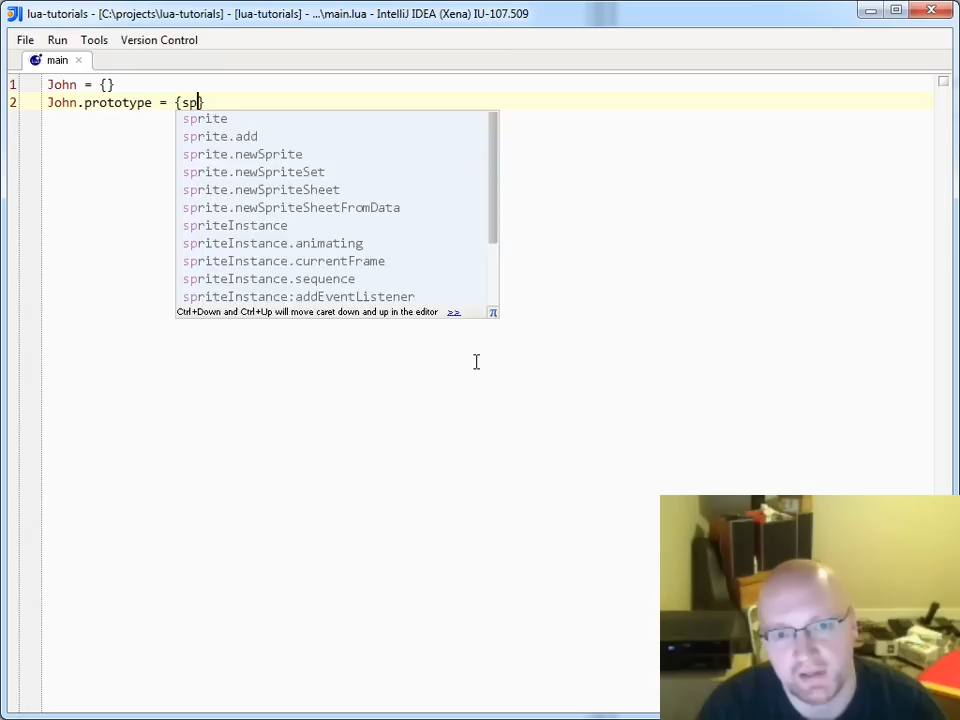 lua-tutorials - [C:\projects\lua-tutorials] - [lua-tutorials] - ...\main.lua - IntelliJ IDEA (Xena) IU-107.509
File Run Tools Version Control
main
1 John = {}
2 John.prototype = {sp}
sprite
sprite.add
sprite.newSprite
sprite.newSpriteSet
sprite.newSpriteSheet
sprite.newSpriteSheetFromData
spriteInstance
spriteInstance.animating
spriteInstance.currentFrame
spriteInstance.sequence
spriteInstance:addEventListener
Ctrl+Down and Ctrl+Up will move caret down and up in the editor >> π